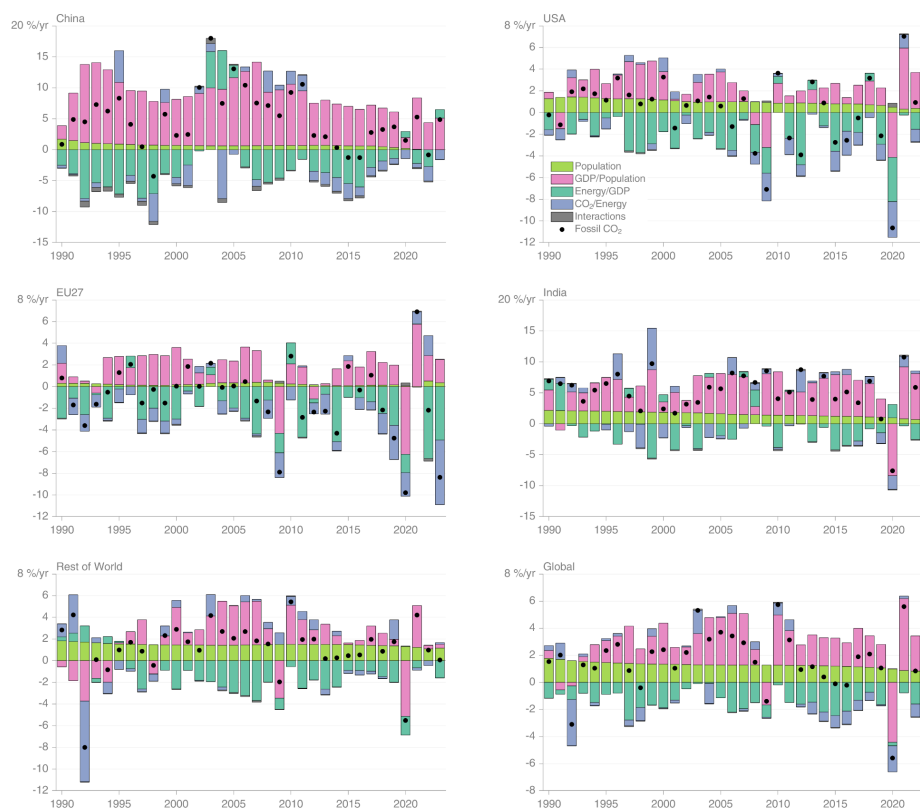 China
20 %/yr
15
10
5
0
-5
-10
-15
1990 1995 2000 2005 2010 2015 2020
USA
8 %/yr
6
4
2
0
-2
-4
-6
-8
-10
-12
1990 1995 2000 2005 2010 2015 2020
Population
GDP/Population
Energy/GDP
CO₂/Energy
Interactions
Fossil CO₂
EU27
8 %/yr
6
4
2
0
-2
-4
-6
-8
-10
-12
1990 1995 2000 2005 2010 2015 2020
India
20 %/yr
15
10
5
0
-5
-10
-15
1990 1995 2000 2005 2010 2015 2020
Rest of World
8 %/yr
6
4
2
0
-2
-4
-6
-8
-10
-12
1990 1995 2000 2005 2010 2015 2020
Global
8 %/yr
6
4
2
0
-2
-4
-6
-8
1990 1995 2000 2005 2010 2015 2020